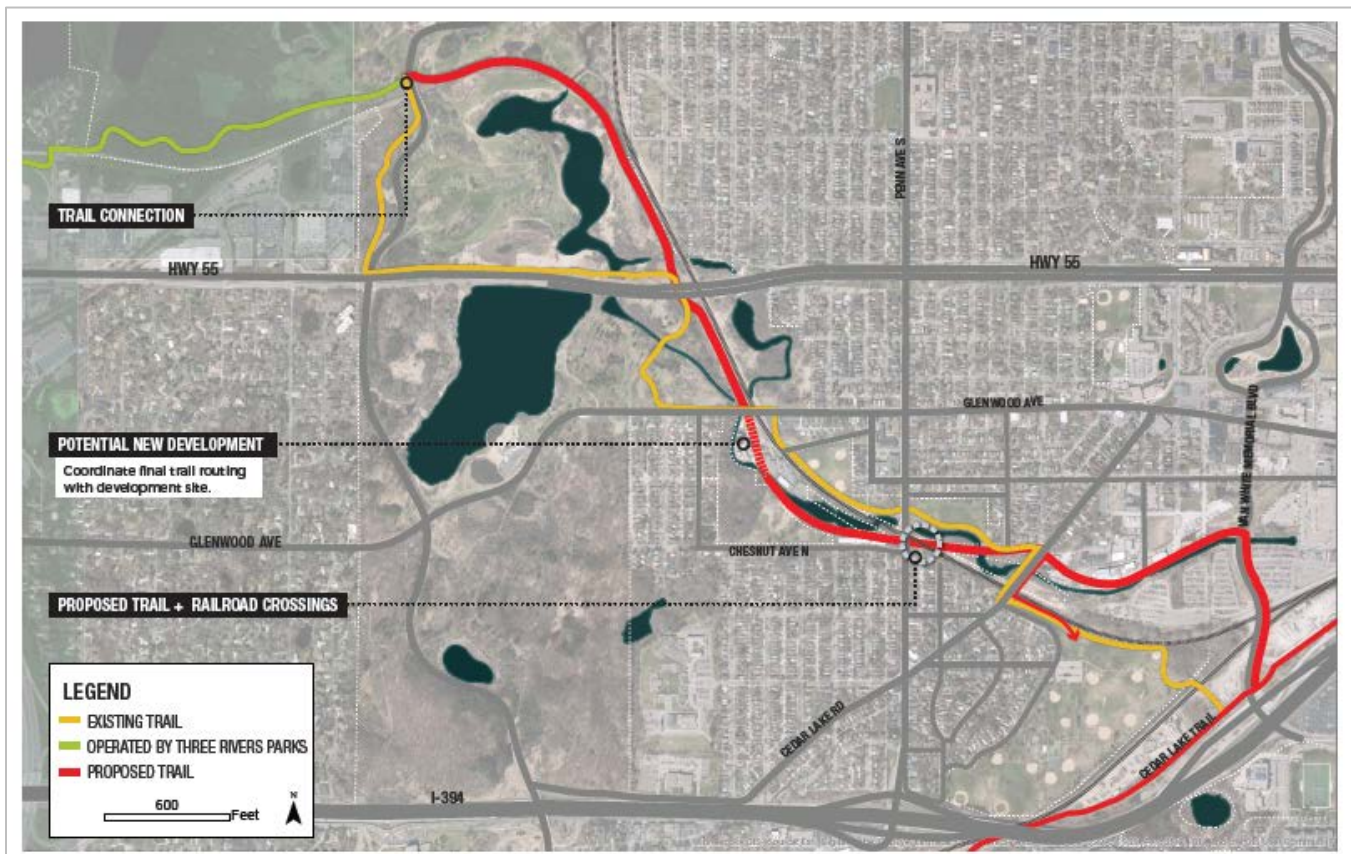 PENN AVE S
TRAIL CONNECTION
HWY 55
HWY 55
GLENWOOD AVE
VAN WHITE MEMORIAL BLVD
POTENTIAL NEW DEVELOPMENT
Coordinate final trail routing
with development site.
GLENWOOD AVE
CHESNUT AVE N
PROPOSED TRAIL + RAILROAD CROSSINGS
CEDAR LAKE RD
CEDAR LAKE TRAIL
LEGEND
EXISTING TRAIL
OPERATED BY THREE RIVERS PARKS
PROPOSED TRAIL
600
Feet
N
I-394